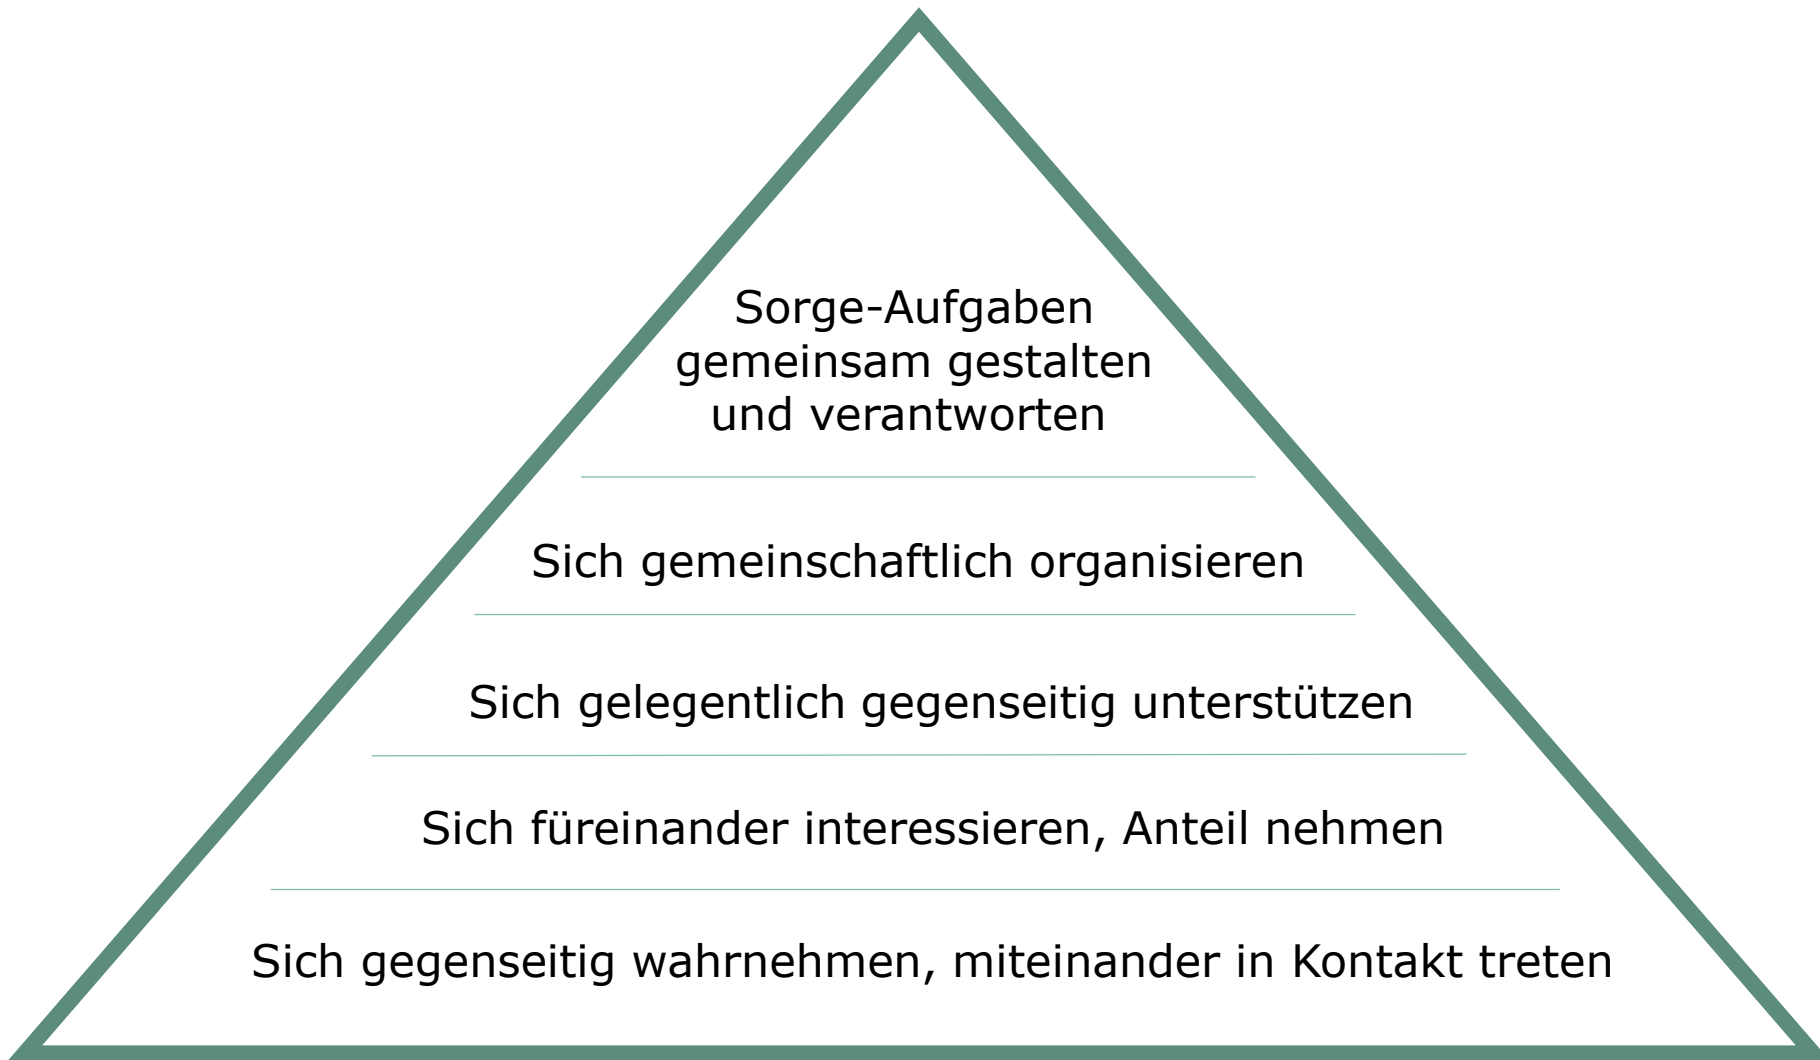 Sorge-Aufgaben
gemeinsam gestalten
und verantworten
Sich gemeinschaftlich organisieren
Sich gelegentlich gegenseitig unterstützen
Sich füreinander interessieren, Anteil nehmen
Sich gegenseitig wahrnehmen, miteinander in Kontakt treten